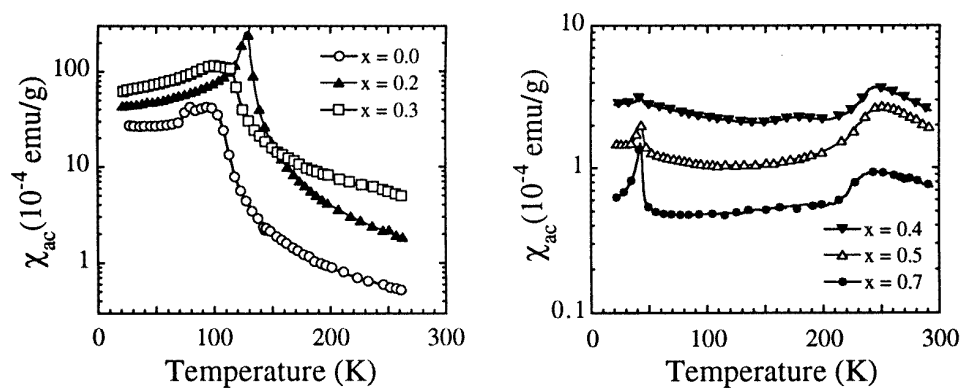 χac(10-4 emu/g)
100
10
1
x = 0.0
x = 0.2
x = 0.3
0 100 200 300
Temperature (K)
χac(10-4 emu/g)
10
1
0.1
x = 0.4
x = 0.5
x = 0.7
0 100 200 300
Temperature (K)